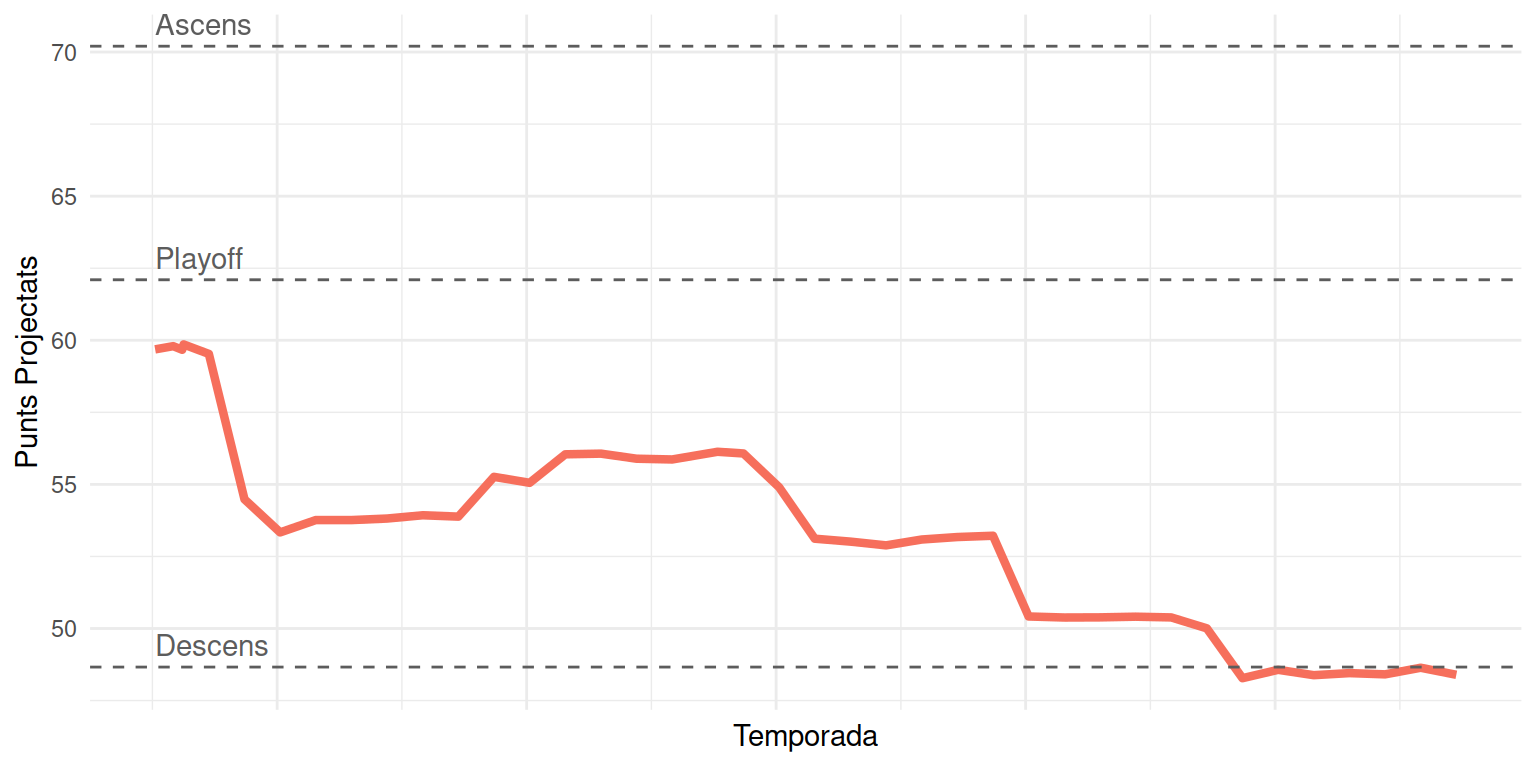 Ascens
70
65
Playoff
60
55
50
Descens
Punts Projectats
Temporada